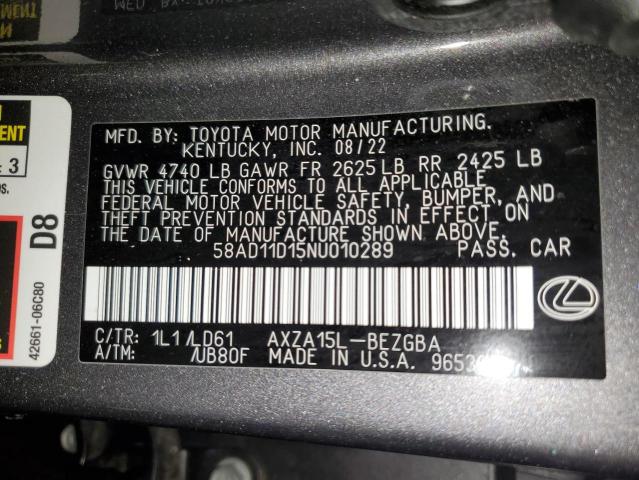 MFD. BY: TOYOTA MOTOR MANUFACTURING.
KENTUCKY, INC. 08/22
GVWR 4740 LB GAWR FR 2625 LB RR 2425 LB
THIS VEHICLE CONFORMS TO ALL APPLICABLE
FEDERAL MOTOR VEHICLE SAFETY, BUMPER, AND
THEFT PREVENTION STANDARDS IN EFFECT ON
THE DATE OF MANUFACTURE SHOWN ABOVE.
58AD11D15NU010289 PASS. CAR
C/TR: 1L1/LD61 AXZA15L-BEZGBA
A/TM: /UB80F MADE IN U.S.A.
D8
42661-06C80
3